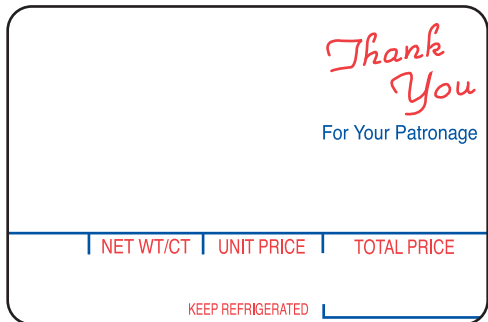 Thank
You
For Your Patronage
NET WT/CT UNIT PRICE TOTAL PRICE
KEEP REFRIGERATED